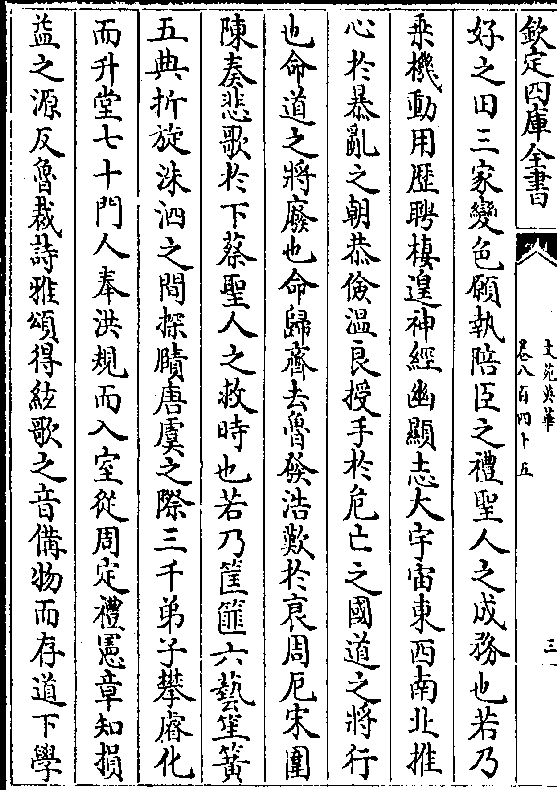 欽定四庫全書
文苑英華
卷八百四十五
三
好之田三家變色願執陪臣之禮聖人之成務也若乃
乗機動用歴聘棲遑神經幽顯志大宇宙東西南北推
心於暴亂之朝恭儉温良授手於危亡之國道之將行
也命道之將廢也命歸齊去魯發浩歎於衰周厄宋圍
陳奏悲歌於下蔡聖人之救時也若乃筐篚六藝笙簧
五典折旋洙泗之間探賾唐虞之際三千弟子攀睿化
而升堂七十門人奉洪規而入室從周定禮憲章知損
益之源反魯裁詩雅頌得絃歌之音備物而存道下學